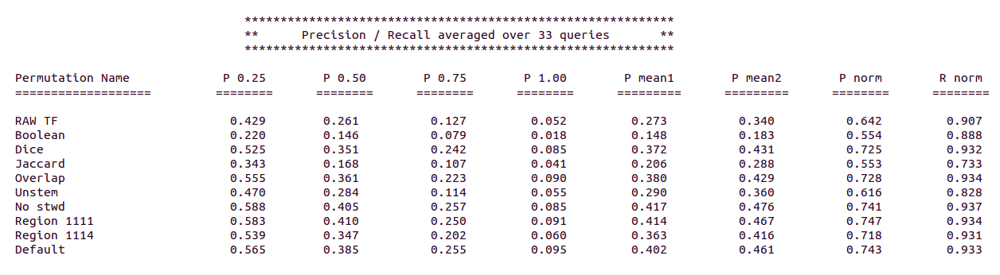 ************************************************************
** Precision / Recall averaged over 33 queries **
************************************************************
Permutation Name P 0.25 P 0.50 P 0.75 P 1.00 P mean1 P mean2 P norm R norm
=================== ======== ======== ======== ======== ========= ========= ======== ========
RAW TF 0.429 0.261 0.127 0.052 0.273 0.340 0.642 0.907
Boolean 0.220 0.146 0.079 0.018 0.148 0.183 0.554 0.888
Dice 0.525 0.351 0.242 0.085 0.372 0.431 0.725 0.932
Jaccard 0.343 0.168 0.107 0.041 0.206 0.288 0.553 0.733
Overlap 0.555 0.361 0.223 0.090 0.380 0.429 0.728 0.934
Unstem 0.470 0.284 0.114 0.055 0.290 0.360 0.616 0.828
No stwd 0.588 0.405 0.257 0.085 0.417 0.476 0.741 0.937
Region 1111 0.583 0.410 0.250 0.091 0.414 0.467 0.747 0.934
Region 1114 0.539 0.347 0.202 0.060 0.363 0.416 0.718 0.931
Default 0.565 0.385 0.255 0.095 0.402 0.461 0.743 0.933